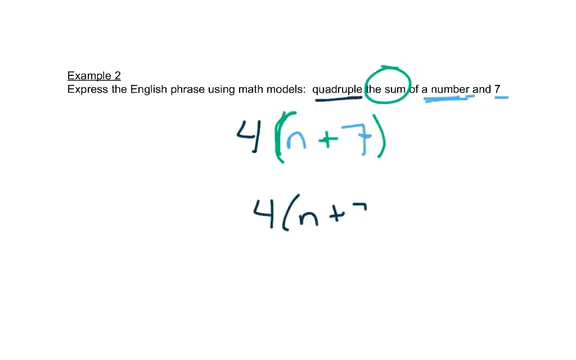 Example 2
Express the English phrase using math models: quadruple the sum of a number and 7
4(n + 7)
4(n +